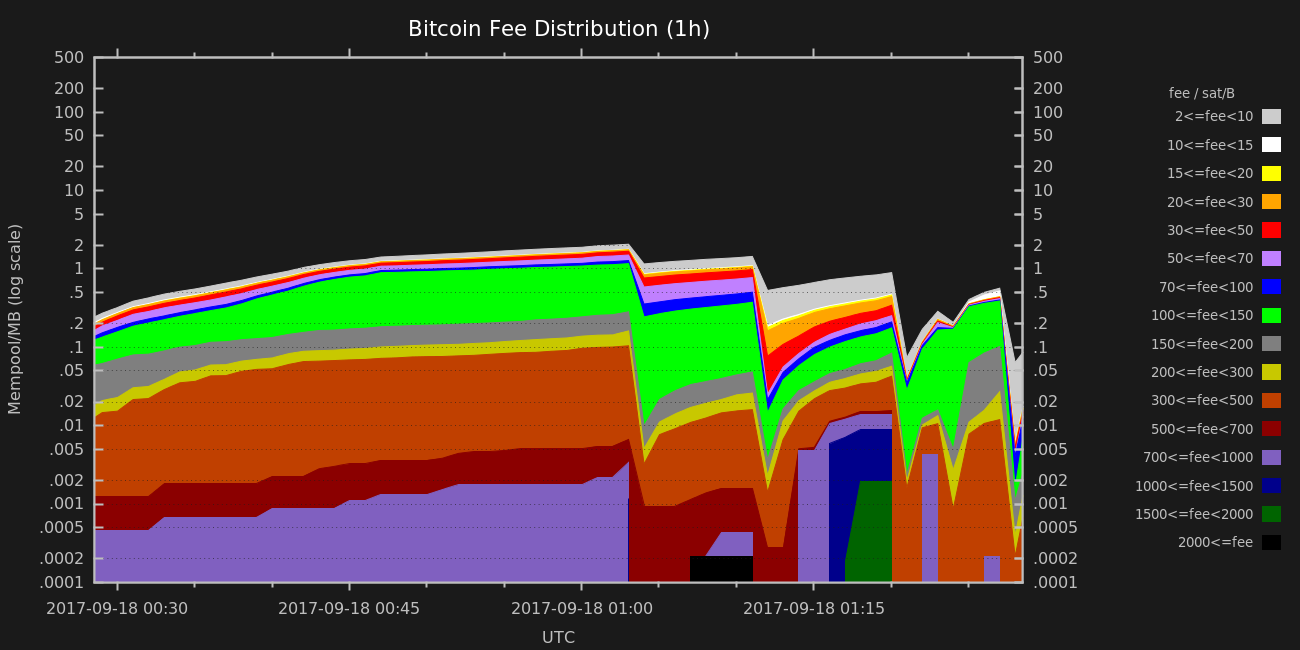 Bitcoin Fee Distribution (1h)
Mempool/MB (log scale)
500
200
100
50
20
10
5
2
1
.5
.2
.1
.05
.02
.01
.005
.002
.001
.0005
.0002
.0001
500
200
100
50
20
10
5
2
1
.5
.2
.1
.05
.02
.01
.005
.002
.001
.0005
.0002
.0001
2017-09-18 00:30
2017-09-18 00:45
2017-09-18 01:00
2017-09-18 01:15
UTC
fee / sat/B
2<=fee<10
10<=fee<15
15<=fee<20
20<=fee<30
30<=fee<50
50<=fee<70
70<=fee<100
100<=fee<150
150<=fee<200
200<=fee<300
300<=fee<500
500<=fee<700
700<=fee<1000
1000<=fee<1500
1500<=fee<2000
2000<=fee